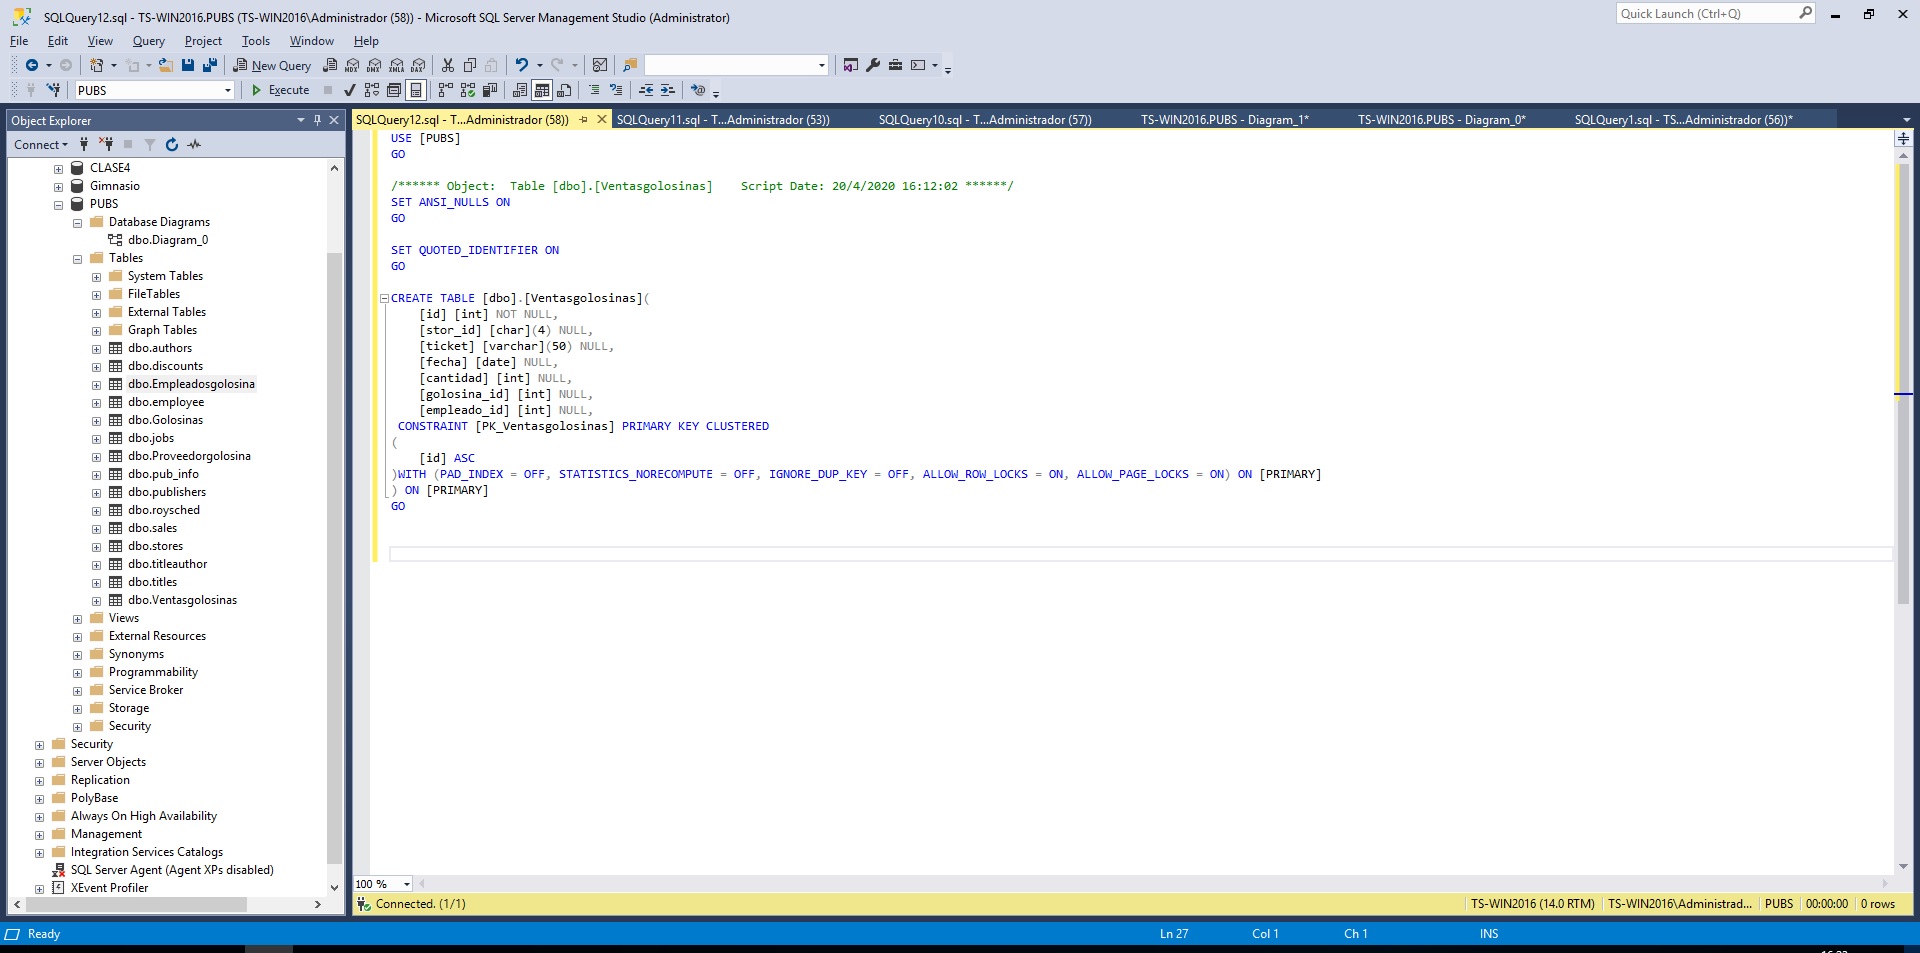 SQLQuery12.sql - TS-WIN2016.PUBS (TS-WIN2016\Administrador (58)) - Microsoft SQL Server Management Studio (Administrator)
Quick Launch (Ctrl+Q)
File Edit View Query Project Tools Window Help
New Query
PUBS
Execute
Object Explorer
SQLQuery12.sql - T...Administrador (58))
SQLQuery11.sql - T...Administrador (53))
SQLQuery10.sql - T...Administrador (57))
TS-WIN2016.PUBS - Diagram_1*
TS-WIN2016.PUBS - Diagram_0*
SQLQuery1.sql - TS...Administrador (56))*
Connect
CLASE4
Gimnasio
PUBS
Database Diagrams
dbo.Diagram_0
Tables
System Tables
FileTables
External Tables
Graph Tables
dbo.authors
dbo.discounts
dbo.Empleadosgolosina
dbo.employee
dbo.Golosinas
dbo.jobs
dbo.Proveedorgolosina
dbo.pub_info
dbo.publishers
dbo.roysched
dbo.sales
dbo.stores
dbo.titleauthor
dbo.titles
dbo.Ventasgolosinas
Views
External Resources
Synonyms
Programmability
Service Broker
Storage
Security
Security
Server Objects
Replication
PolyBase
Always On High Availability
Management
Integration Services Catalogs
SQL Server Agent (Agent XPs disabled)
XEvent Profiler
USE [PUBS]
GO
/****** Object:  Table [dbo].[Ventasgolosinas]    Script Date: 20/4/2020 16:12:02 ******/
SET ANSI_NULLS ON
GO
SET QUOTED_IDENTIFIER ON
GO
CREATE TABLE [dbo].[Ventasgolosinas](
[id] [int] NOT NULL,
[stor_id] [char](4) NULL,
[ticket] [varchar](50) NULL,
[fecha] [date] NULL,
[cantidad] [int] NULL,
[golosina_id] [int] NULL,
[empleado_id] [int] NULL,
CONSTRAINT [PK_Ventasgolosinas] PRIMARY KEY CLUSTERED
(
[id] ASC
)WITH (PAD_INDEX = OFF, STATISTICS_NORECOMPUTE = OFF, IGNORE_DUP_KEY = OFF, ALLOW_ROW_LOCKS = ON, ALLOW_PAGE_LOCKS = ON) ON [PRIMARY]
) ON [PRIMARY]
GO
100 %
Connected. (1/1)
TS-WIN2016 (14.0 RTM)
TS-WIN2016\Administrad...
PUBS
00:00:00
0 rows
Ready
Ln 27
Col 1
Ch 1
INS